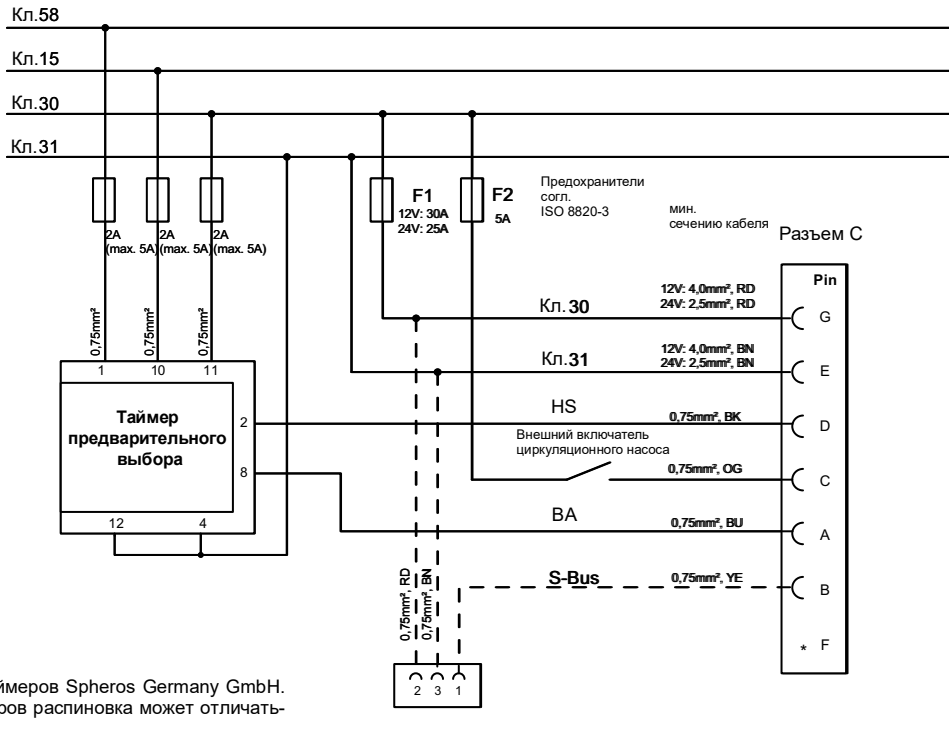 Кл.58
Кл.15
Кл.30
Кл.31
2A
(max. 5A)
2A
(max. 5A)
2A
(max. 5A)
F1
12V: 30A
24V: 25A
F2
5A
Предохранители
согл.
ISO 8820-3
мин.
сечению кабеля
Разъем C
Pin
0,75mm²
0,75mm²
0,75mm²
Кл.30
12V: 4,0mm², RD
24V: 2,5mm², RD
G
1
10
11
Кл.31
12V: 4,0mm², BN
24V: 2,5mm², BN
E
Таймер
предварительного
выбора
2
HS
0,75mm², BK
D
8
Внешний включатель
циркуляционного насоса
0,75mm², OG
C
12
4
BA
0,75mm², BU
A
0,75mm², RD
0,75mm², BN
S-Bus
0,75mm², YE
B
* F
2 3 1
ймеров Spheros Germany GmbH.
ров распиновка может отличать-